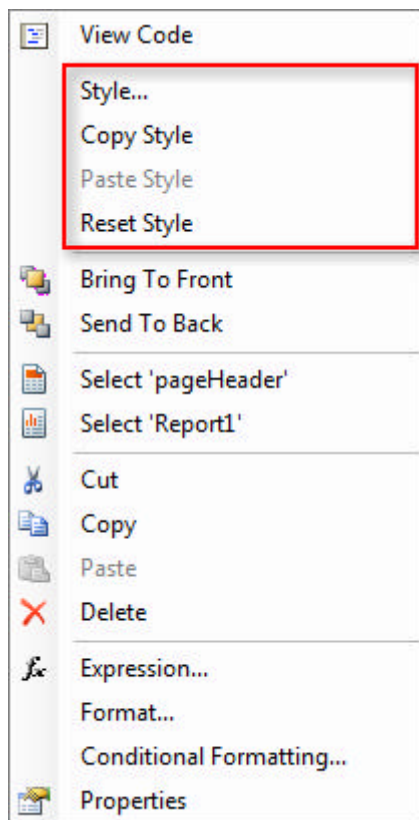 View Code
Style...
Copy Style
Paste Style
Reset Style
Bring To Front
Send To Back
Select 'pageHeader'
Select 'Report1'
Cut
Copy
Paste
Delete
fx Expression...
Format...
Conditional Formatting...
Properties